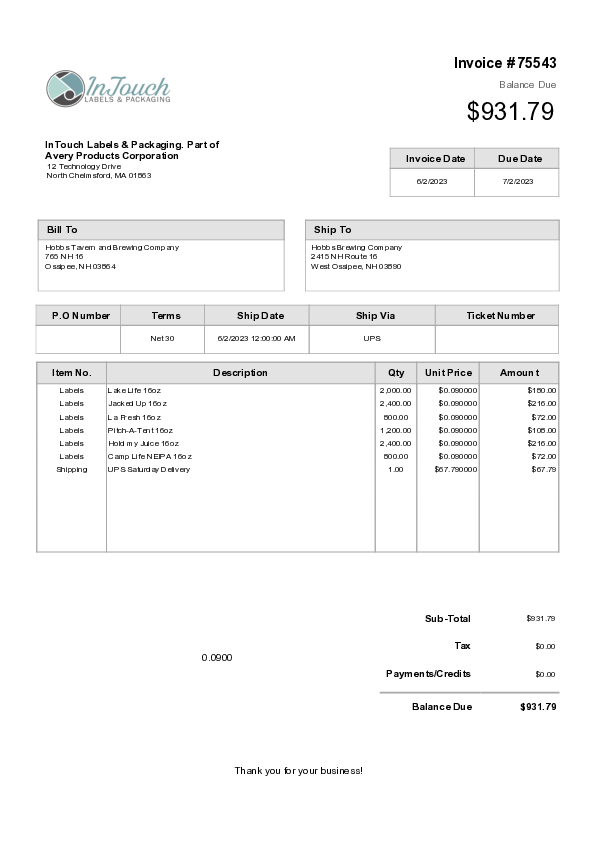 Invoice #75543
Balance Due
$931.79
InTouch
LABELS & PACKAGING
InTouch Labels & Packaging. Part of
Avery Products Corporation
12 Technology Drive
North Chelmsford, MA 01863
Invoice Date Due Date
6/2/2023 7/2/2023
Bill To
Hobbs Tavern and Brewing Company
765 NH 16
Ossipee, NH 03864
Ship To
Hobbs Brewing Company
2415 NH Route 16
West Ossipee, NH 03890
P.O Number Terms Ship Date Ship Via Ticket Number
Net 30 6/2/2023 12:00:00 AM UPS
Item No. Description Qty Unit Price Amount
Labels Lake Life 16oz 2,000.00 $0.090000 $180.00
Labels Jacked Up 16oz 2,400.00 $0.090000 $216.00
Labels La Fresh 16oz 800.00 $0.090000 $72.00
Labels Pitch-A-Tent 16oz 1,200.00 $0.090000 $108.00
Labels Hold my Juice 16oz 2,400.00 $0.090000 $216.00
Labels Camp Life NEIPA 16oz 800.00 $0.090000 $72.00
Shipping UPS Saturday Delivery 1.00 $67.790000 $67.79
Sub-Total $931.79
Tax $0.00
0.0900
Payments/Credits $0.00
Balance Due $931.79
Thank you for your business!